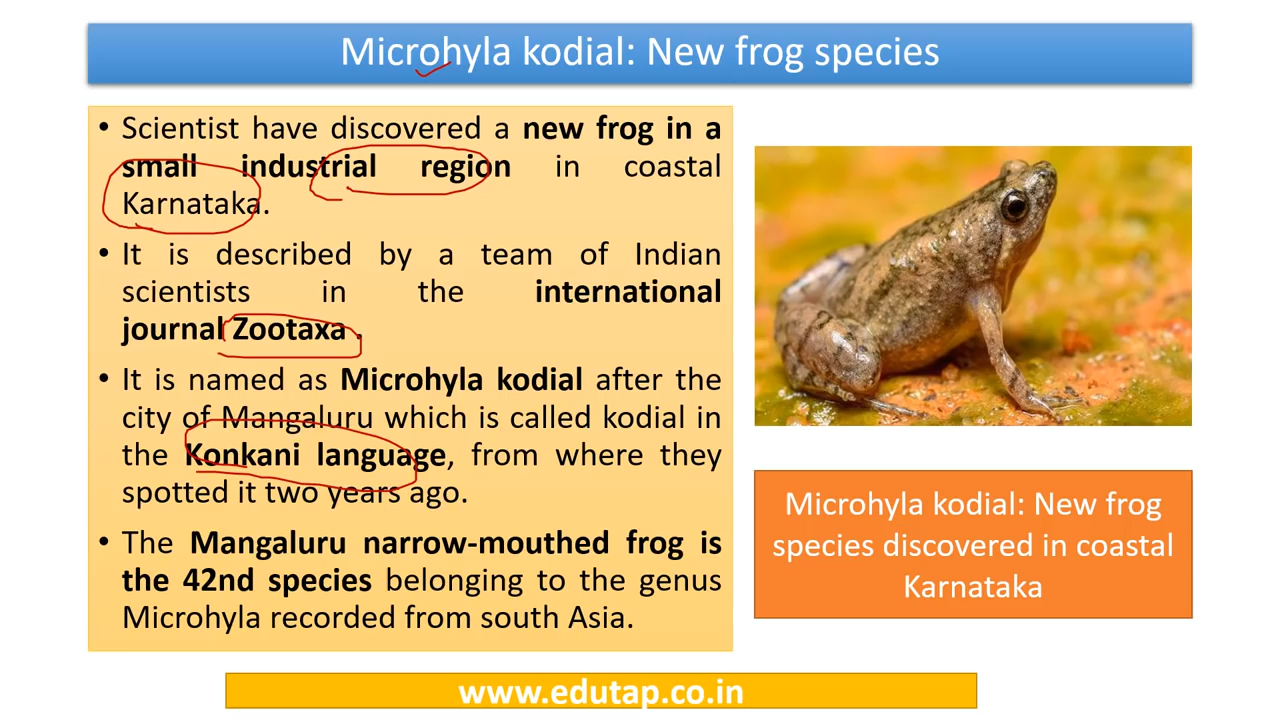 Microhyla kodial: New frog species
• Scientist have discovered a new frog in a
small industrial region in coastal
Karnataka.
• It is described by a team of Indian
scientists in the international
journal Zootaxa .
• It is named as Microhyla kodial after the
city of Mangaluru which is called kodial in
the Konkani language, from where they
spotted it two years ago.
• The Mangaluru narrow-mouthed frog is
the 42nd species belonging to the genus
Microhyla recorded from south Asia.
Microhyla kodial: New frog
species discovered in coastal
Karnataka
www.edutap.co.in